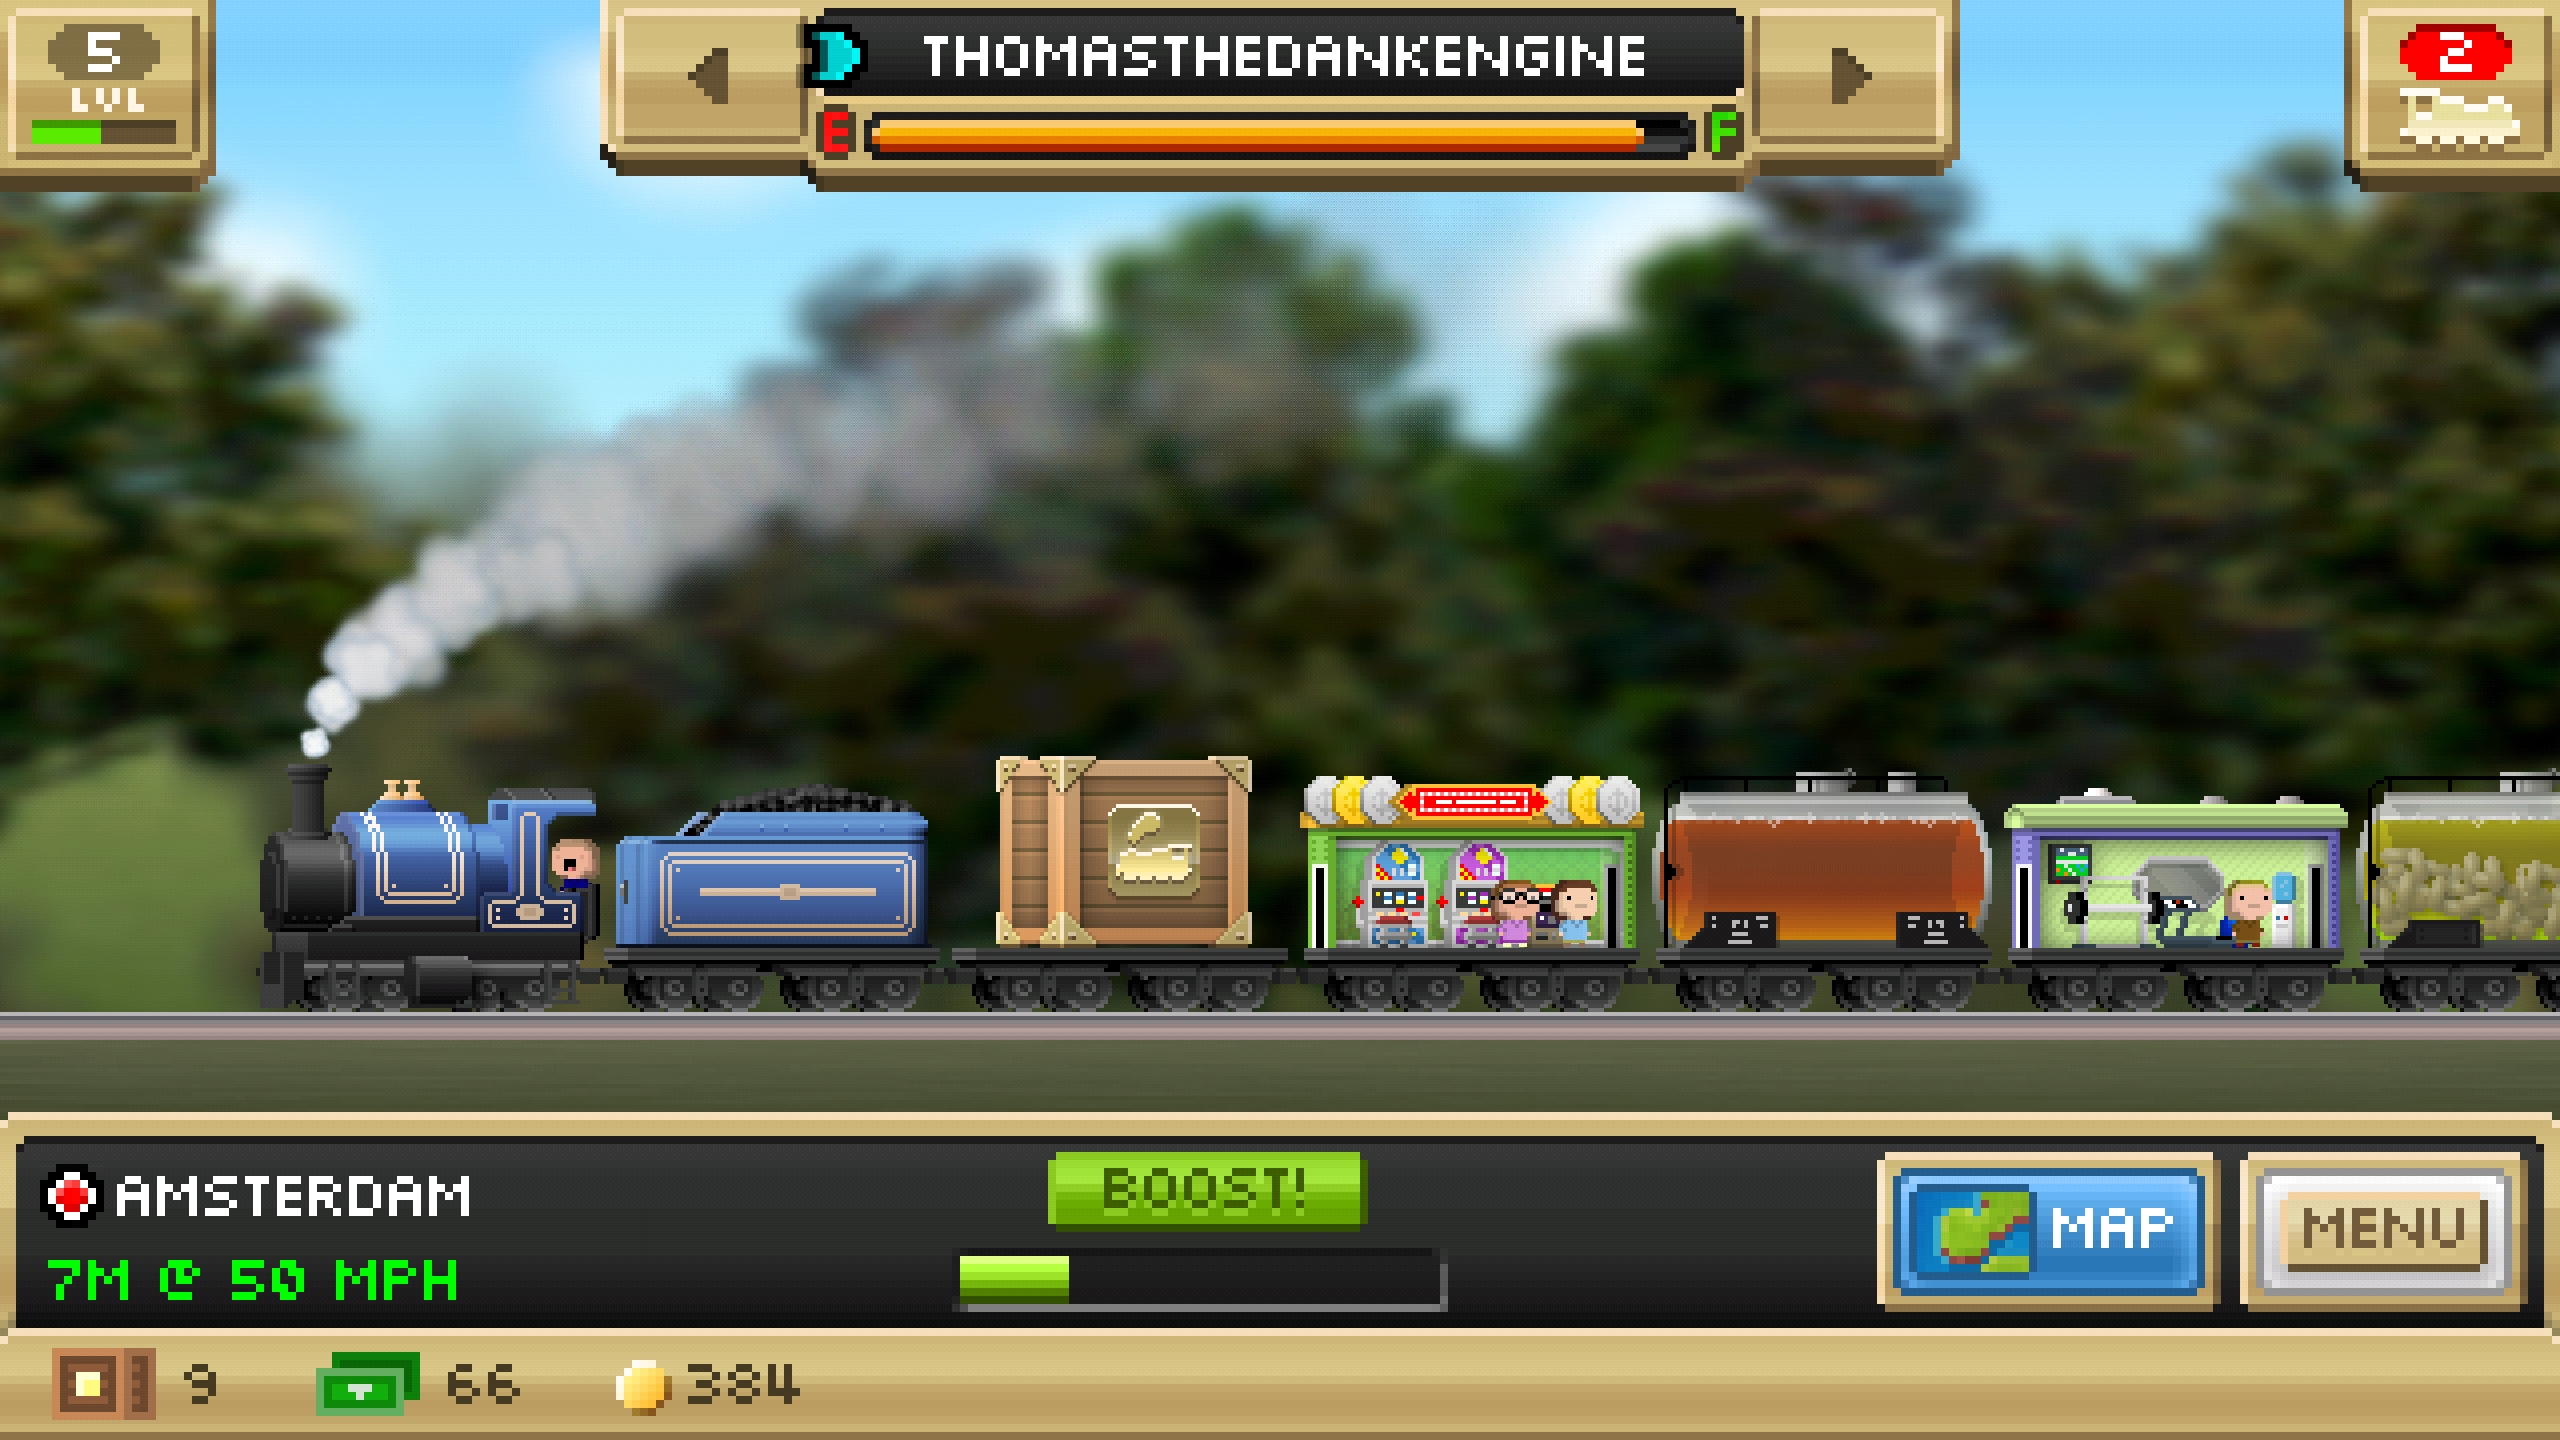 5
LVL
THOMASTHEDANKENGINE
E
F
2
AMSTERDAM
7M @ 50 MPH
BOOST!
MAP
MENU
9
66
384